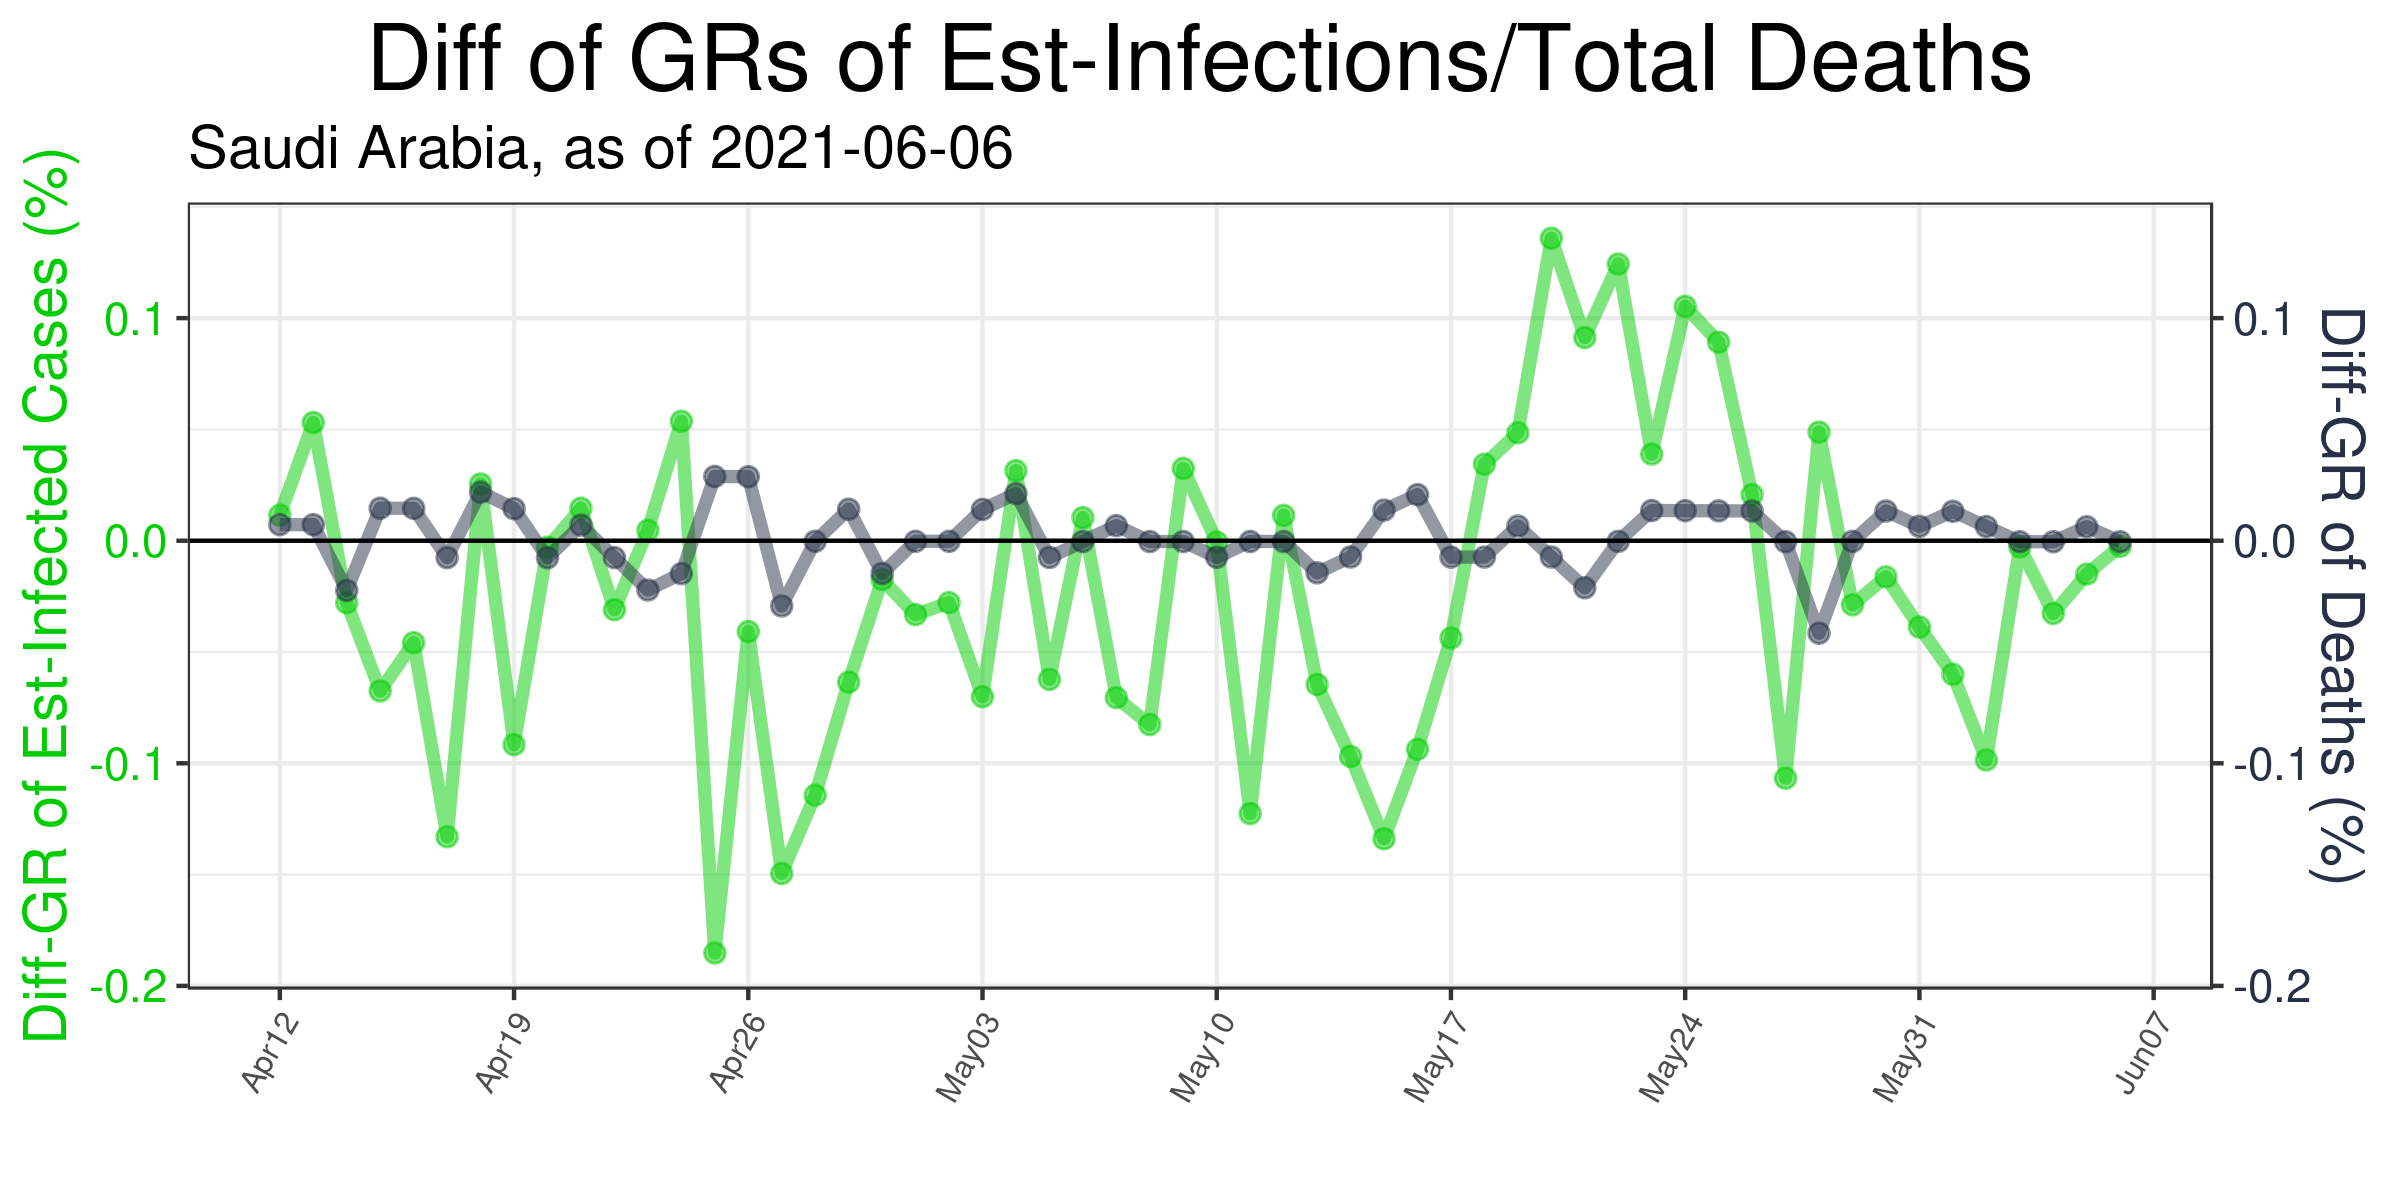 Diff of GRs of Est-Infections/Total Deaths
Saudi Arabia, as of 2021-06-06
Diff-GR of Est-Infected Cases (%)
0.1
0.0
-0.1
-0.2
0.1
0.0
-0.1
-0.2
Diff-GR of Deaths (%)
Apr12
Apr19
Apr26
May03
May10
May17
May24
May31
Jun07